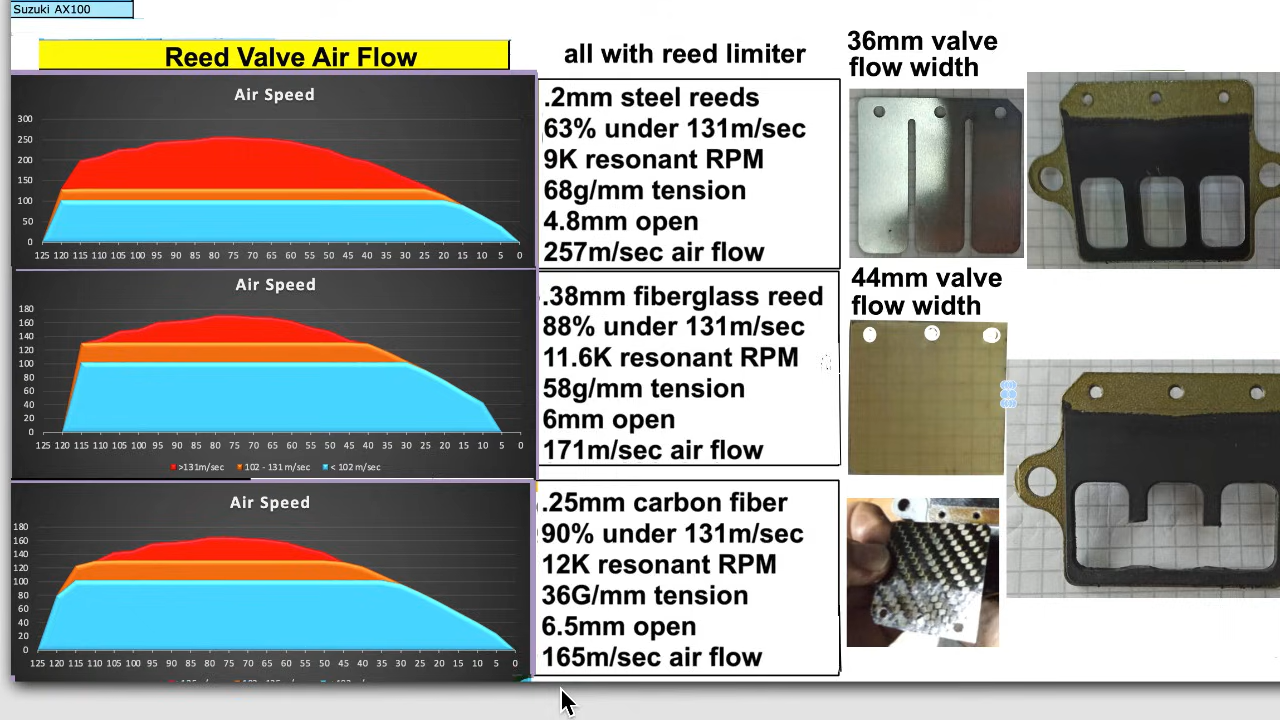 Suzuki AX100
Reed Valve Air Flow
all with reed limiter
36mm valve
flow width
Air Speed
300
250
200
150
100
50
0
125 120 115 110 105 100 95 90 85 80 75 70 65 60 55 50 45 40 35 30 25 20 15 10 5 0
.2mm steel reeds
63% under 131m/sec
9K resonant RPM
68g/mm tension
4.8mm open
257m/sec air flow
44mm valve
flow width
Air Speed
180
160
140
120
100
80
60
40
20
0
125 120 115 110 105 100 95 90 85 80 75 70 65 60 55 50 45 40 35 30 25 20 15 10 5 0
>131m/sec 102 - 131 m/sec < 102 m/sec
.38mm fiberglass reed
88% under 131m/sec
11.6K resonant RPM
58g/mm tension
6mm open
171m/sec air flow
Air Speed
180
160
140
120
100
80
60
40
20
0
125 120 115 110 105 100 95 90 85 80 75 70 65 60 55 50 45 40 35 30 25 20 15 10 5 0
.25mm carbon fiber
90% under 131m/sec
12K resonant RPM
36G/mm tension
6.5mm open
165m/sec air flow